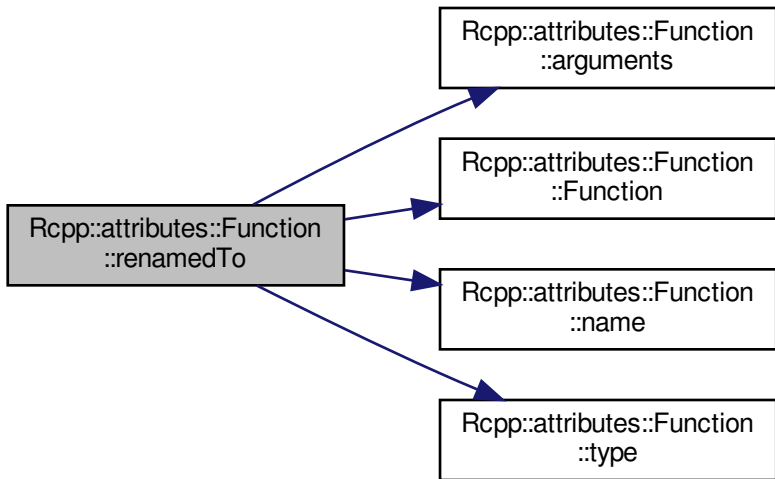 Rcpp::attributes::Function
::renamedTo
Rcpp::attributes::Function
::arguments
Rcpp::attributes::Function
::Function
Rcpp::attributes::Function
::name
Rcpp::attributes::Function
::type